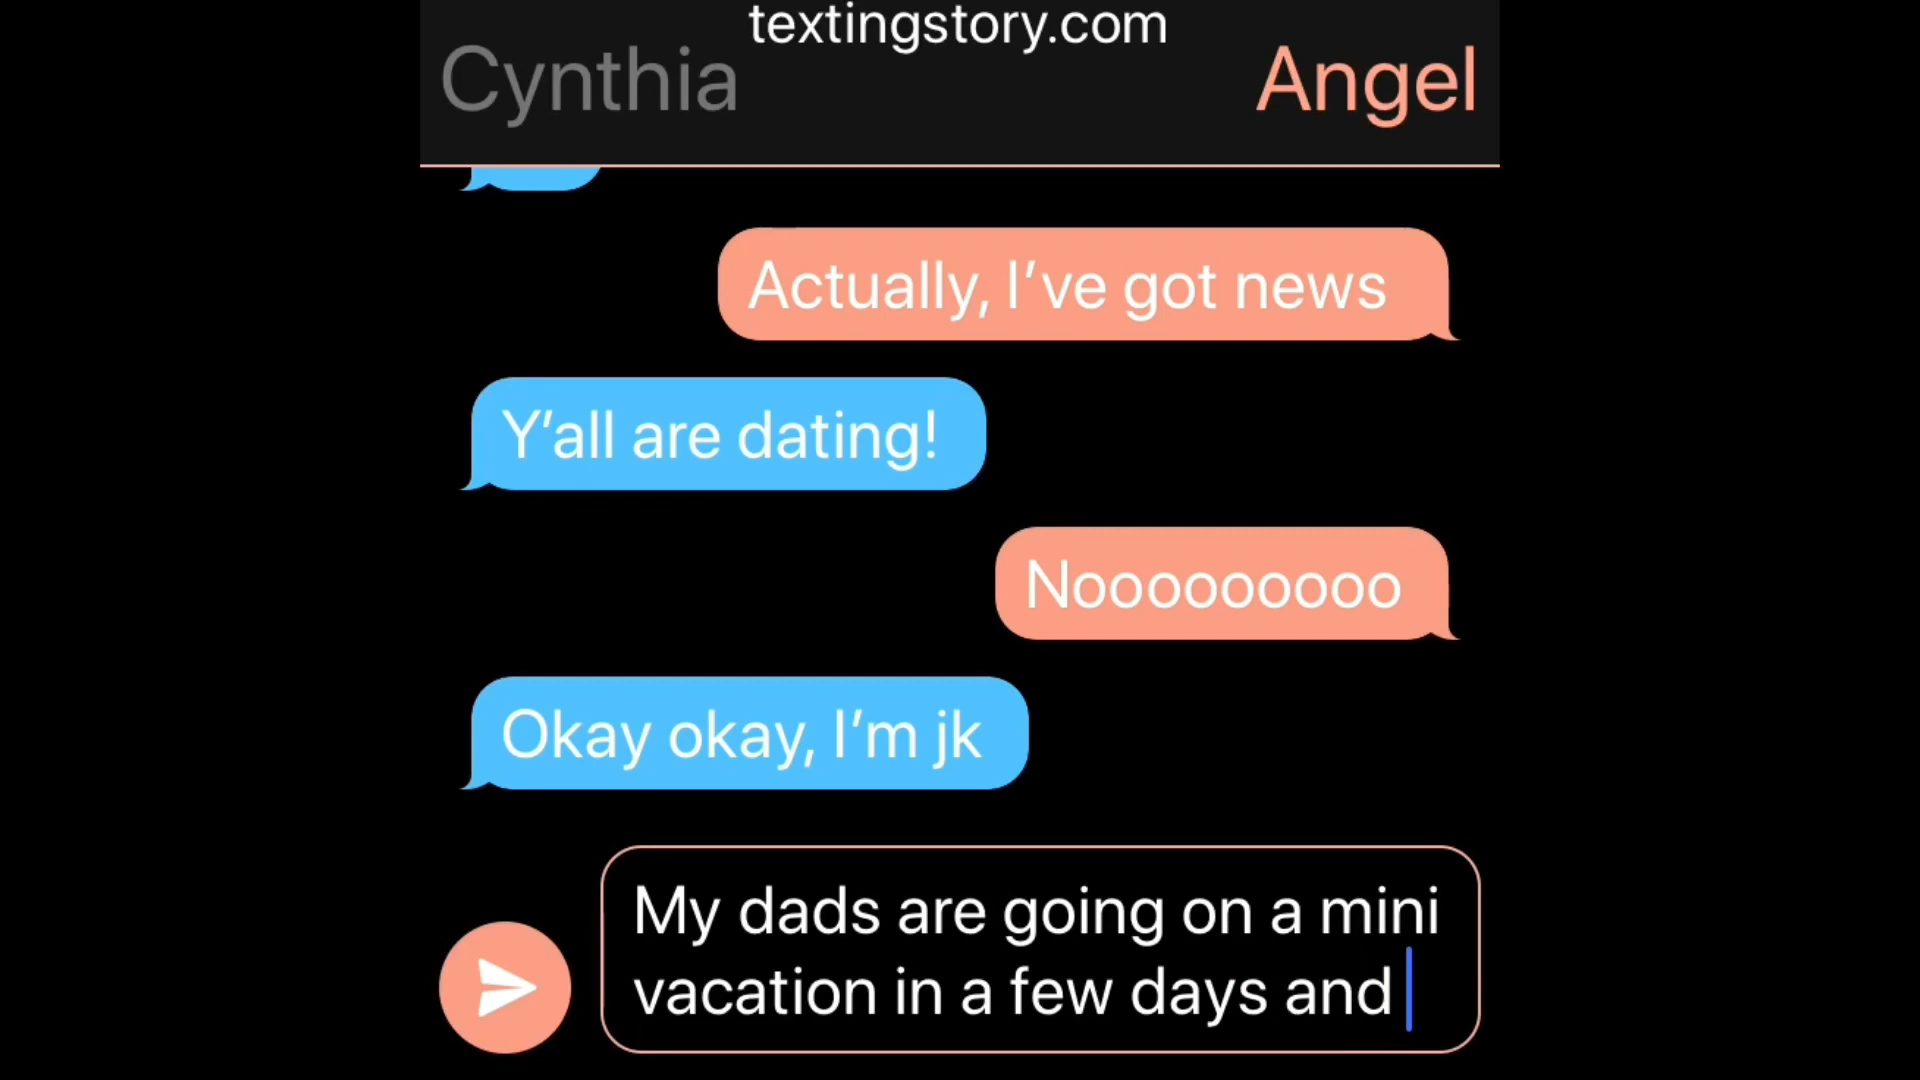 textingstory.com
Cynthia
Angel
Actually, I’ve got news
Y’all are dating!
Nooooooooo
Okay okay, I’m jk
My dads are going on a mini
vacation in a few days and